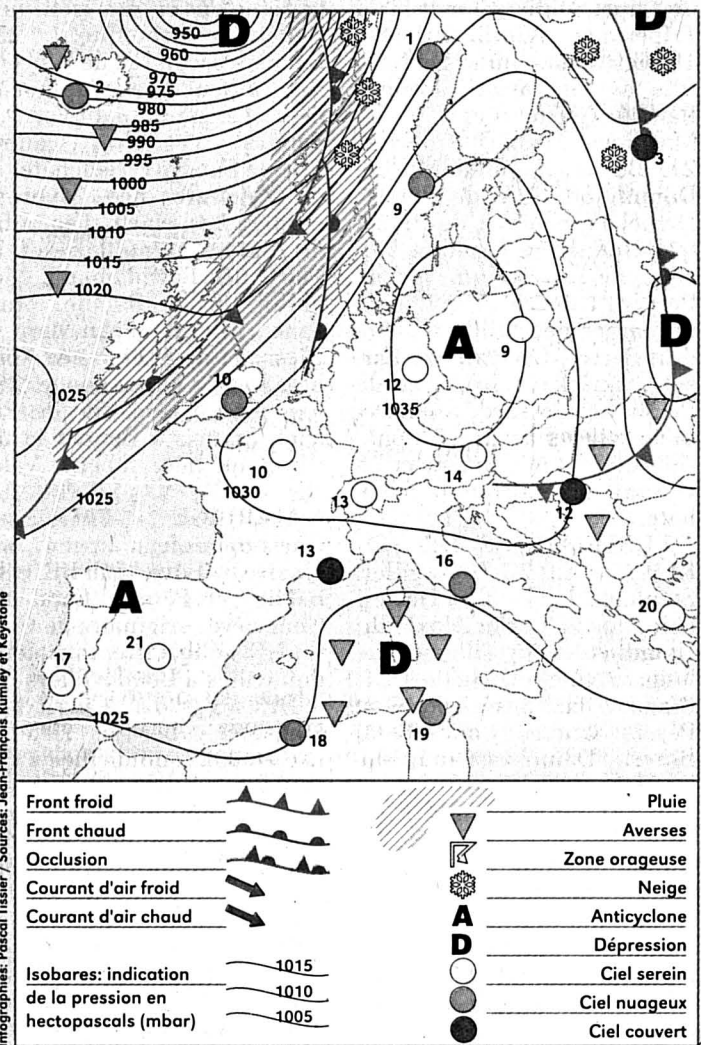 D
D
950
960
970
975
980
985
990
995
1000
1005
1010
1015
1020
1
2
3
9
A
9
12
1035
D
1025
10
10
1030
13
14
12
1025
13
16
A
20
21
17
D
1025
18
19
Infographies: Pascal Tissier / Sources: Jean-François Rumley et Keystone
Front froid
Front chaud
Occlusion
Courant d'air froid
Courant d'air chaud
Isobares: indication
de la pression en
hectopascals (mbar)
1015
1010
1005
Pluie
Averses
Zone orageuse
Neige
A Anticyclone
D Dépression
Ciel serein
Ciel nuageux
Ciel couvert